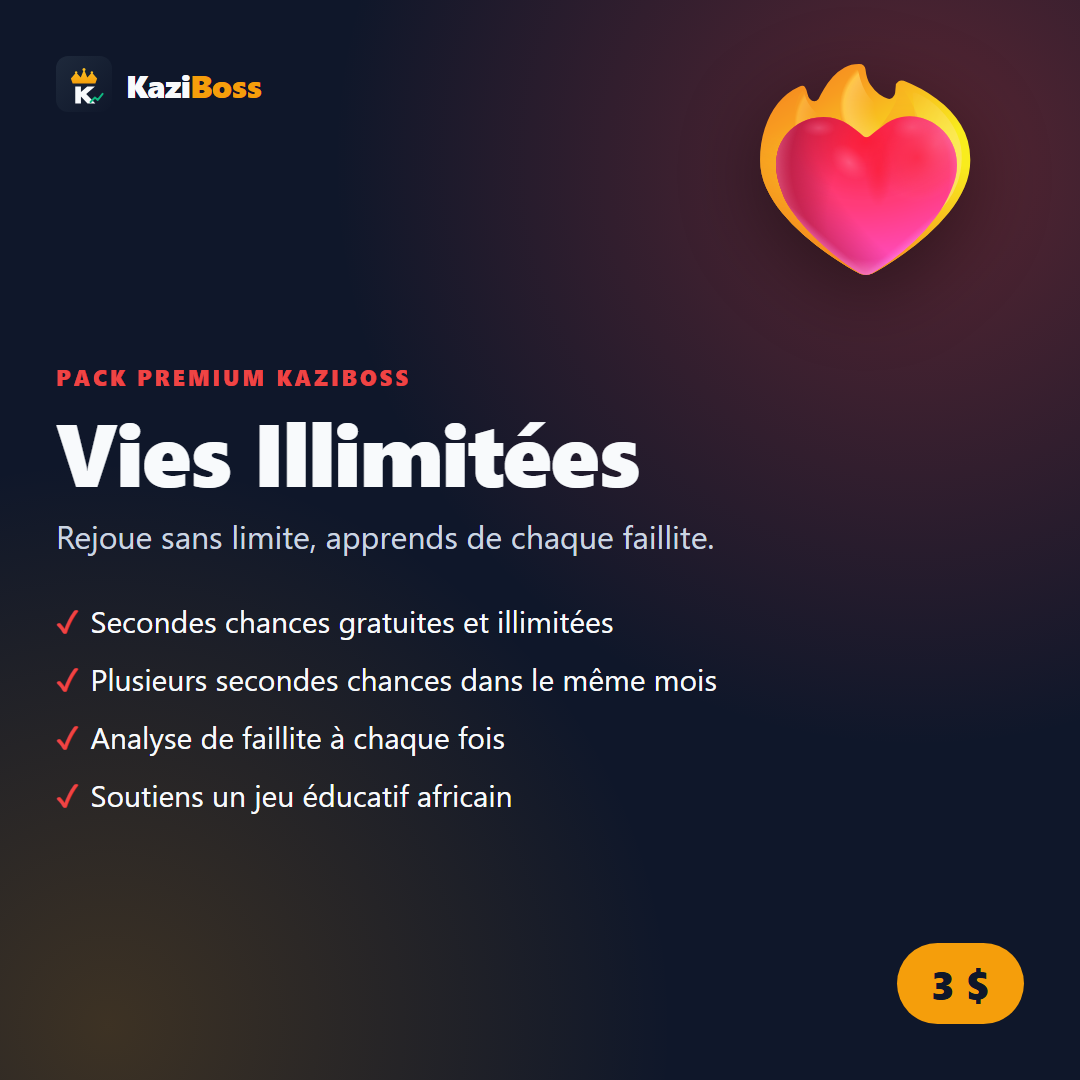 K
KaziBoss
PACK PREMIUM KAZIBOSS
Vies Illimitées
Rejoue sans limite, apprends de chaque faillite.
✓ Secondes chances gratuites et illimitées
✓ Plusieurs secondes chances dans le même mois
✓ Analyse de faillite à chaque fois
✓ Soutiens un jeu éducatif africain
3 $